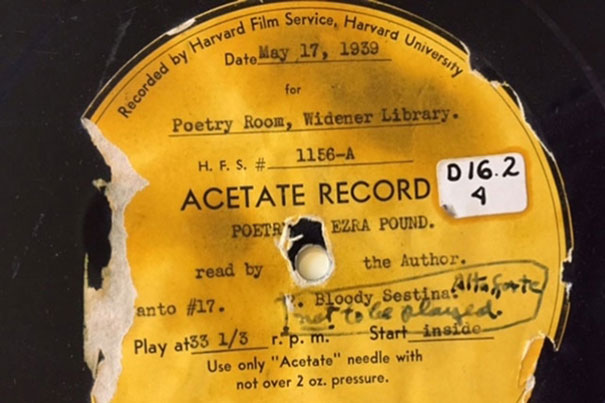 Recorded by Harvard Film Service, Harvard University
Date May 17, 1939
for
Poetry Room, Widener Library.
H. F. S. # 1156-A
D16.2
4
ACETATE RECORD
POETR EZRA POUND.
read by the Author.
anto #17. Bloody Sestina. Altaforte
not to be played.
Play at 33 1/3 r. p. m. Start inside
Use only "Acetate" needle with
not over 2 oz. pressure.